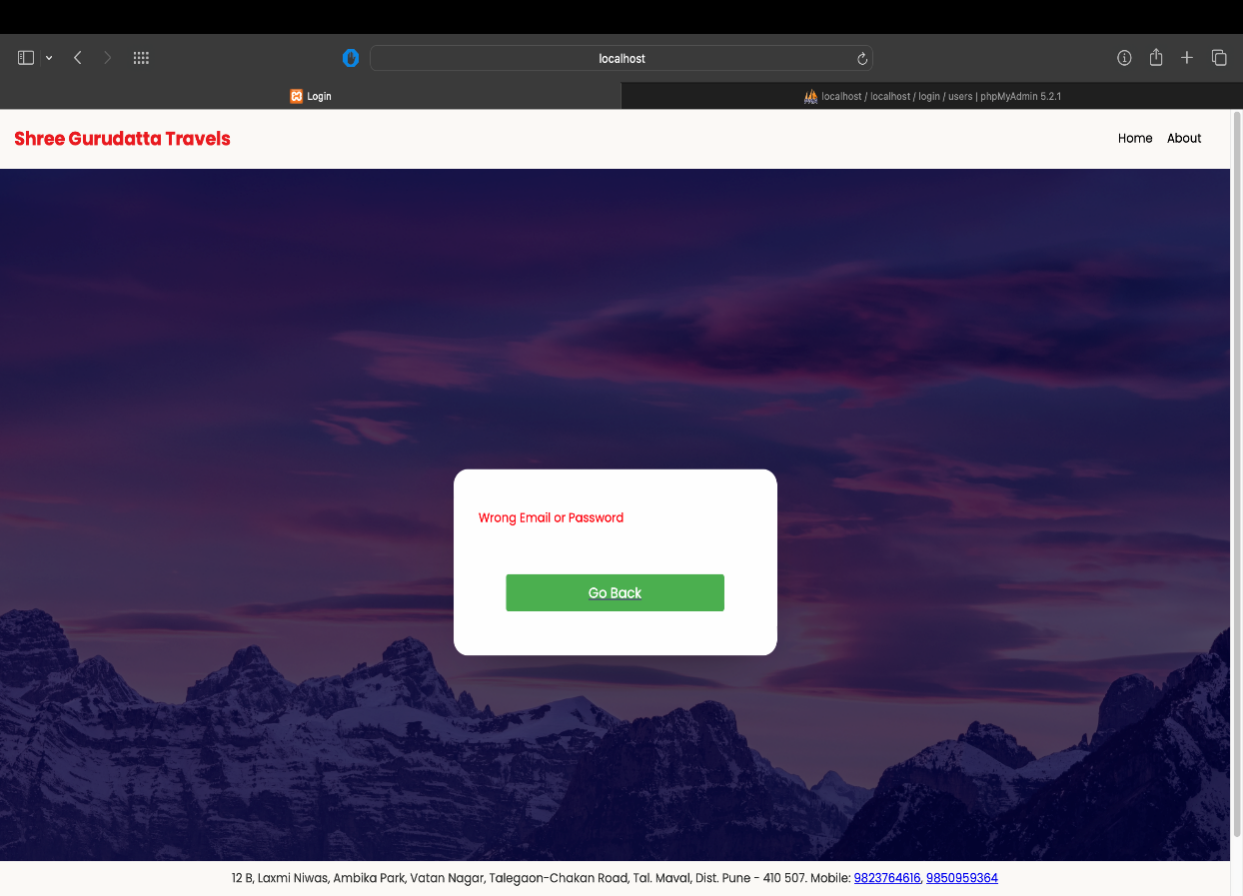 localhost
Login
localhost / localhost / login / users | phpMyAdmin 5.2.1
Shree Gurudatta Travels
Home About
Wrong Email or Password
Go Back
12 B, Laxmi Niwas, Ambika Park, Vatan Nagar, Talegaon-Chakan Road, Tal. Maval, Dist. Pune - 410 507. Mobile: 9823764616, 9850959364